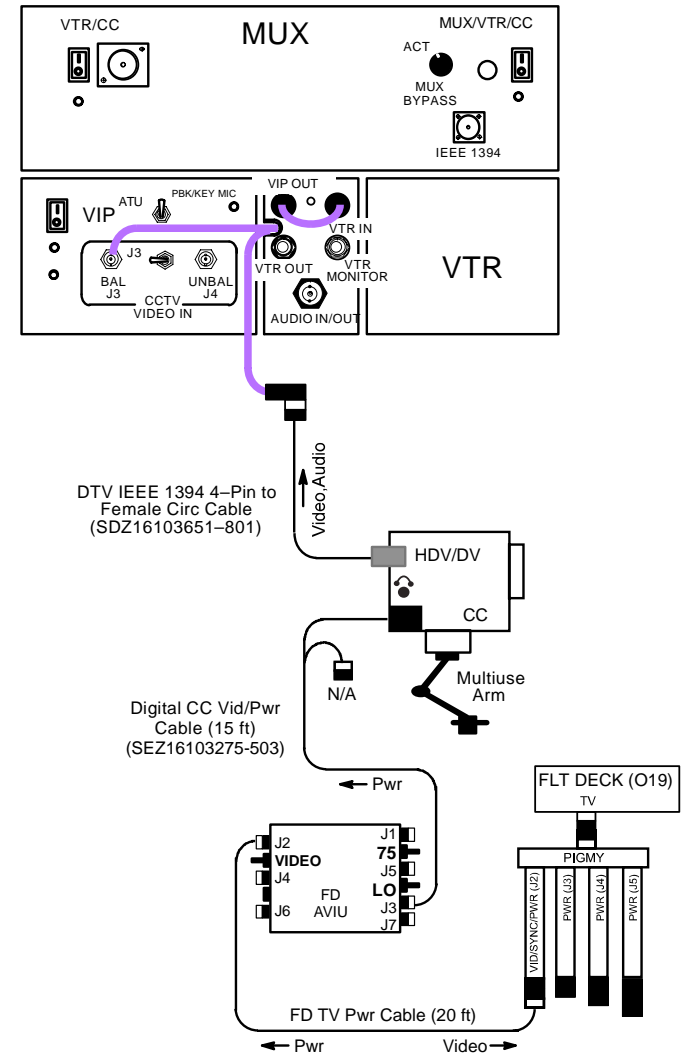 VTR/CC
MUX
MUX/VTR/CC
ACT
MUX
BYPASS
IEEE 1394
VIP
ATU
PBK/KEY MIC
VIP OUT
VTR IN
J3
BAL
J3
UNBAL
J4
CCTV
VIDEO IN
VTR OUT
VTR
MONITOR
AUDIO IN/OUT
VTR
Video,Audio
DTV IEEE 1394 4–Pin to
Female Circ Cable
(SDZ16103651–801)
HDV/DV
CC
N/A
Multiuse
Arm
Digital CC Vid/Pwr
Cable (15 ft)
(SEZ16103275-503)
Pwr
FLT DECK (O19)
TV
PIGMY
VID/SYNC/PWR (J2)
PWR (J3)
PWR (J4)
PWR (J5)
J2
VIDEO
J4
J6
FD
AVIU
J1
75
J5
LO
J3
J7
FD TV Pwr Cable (20 ft)
Pwr
Video